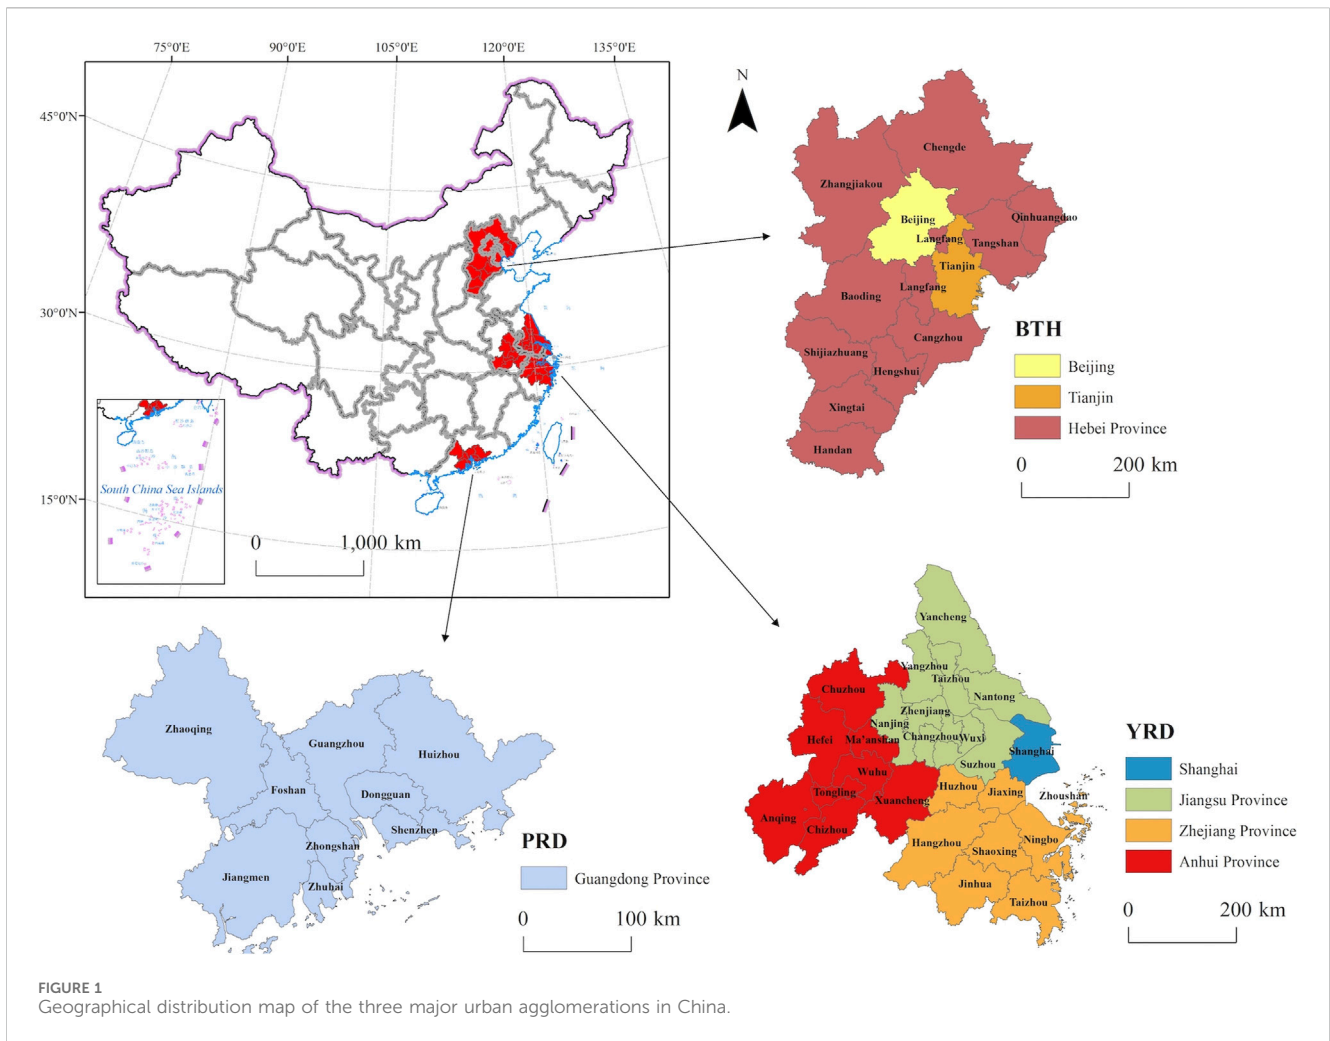 75°0'E
90°0'E
105°0'E
120°0'E
135°0'E
45°0'N
30°0'N
15°0'N
South China Sea Islands
0 1,000 km
N
Chengde
Zhangjiakou
Beijing
Qinhuangdao
Langfang
Tangshan
Tianjin
Langfang
Baoding
Cangzhou
Shijiazhuang
Hengshui
Xingtai
Handan
BTH
Beijing
Tianjin
Hebei Province
0 200 km
Zhaoqing
Guangzhou
Huizhou
Foshan
Dongguan
Shenzhen
Zhongshan
Jiangmen
Zhuhai
PRD
Guangdong Province
0 100 km
Yancheng
Yangzhou
Taizhou
Chuzhou
Nantong
Zhenjiang
Nanjing
Hefei
Ma'anshan
Changzhou
Wuxi
Shanghai
Suzhou
Wuhu
Huzhou
Jiaxing
Zhoushan
Tongling
Xuancheng
Anqing
Chizhou
Hangzhou
Ningbo
Shaoxing
Jinhua
Taizhou
YRD
Shanghai
Jiangsu Province
Zhejiang Province
Anhui Province
0 200 km
FIGURE 1
Geographical distribution map of the three major urban agglomerations in China.